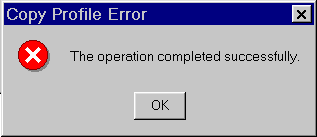 Copy Profile Error
The operation completed successfully.
OK